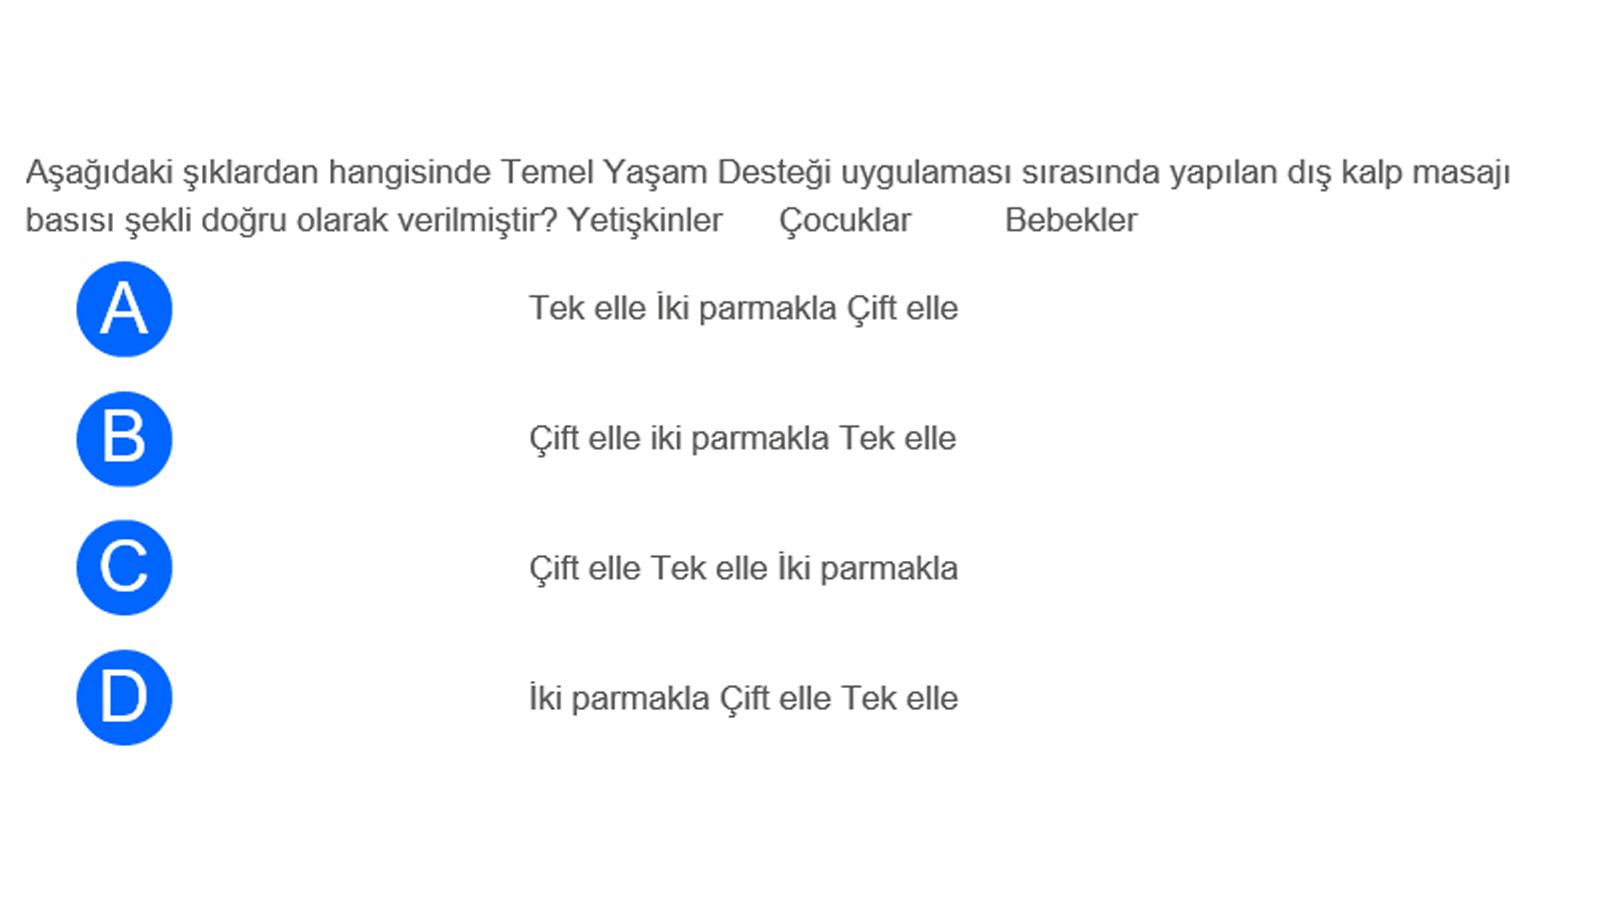 Aşağıdaki şıklardan hangisinde Temel Yaşam Desteği uygulaması sırasında yapılan dış kalp masajı
basısı şekli doğru olarak verilmiştir? Yetişkinler Çocuklar Bebekler
A Tek elle İki parmakla Çift elle
B Çift elle iki parmakla Tek elle
C Çift elle Tek elle İki parmakla
D İki parmakla Çift elle Tek elle